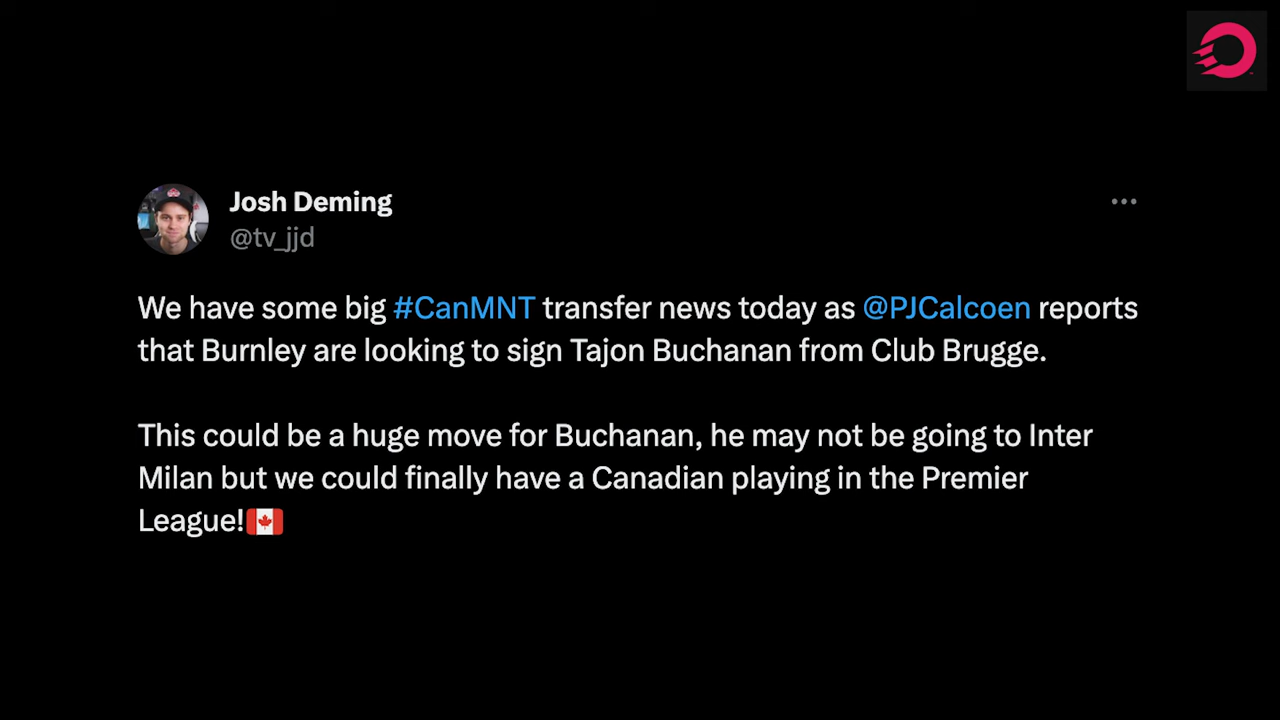 Josh Deming
@tv_jjd
We have some big #CanMNT transfer news today as @PJCalcoen reports
that Burnley are looking to sign Tajon Buchanan from Club Brugge.
This could be a huge move for Buchanan, he may not be going to Inter
Milan but we could finally have a Canadian playing in the Premier
League!🇨🇦